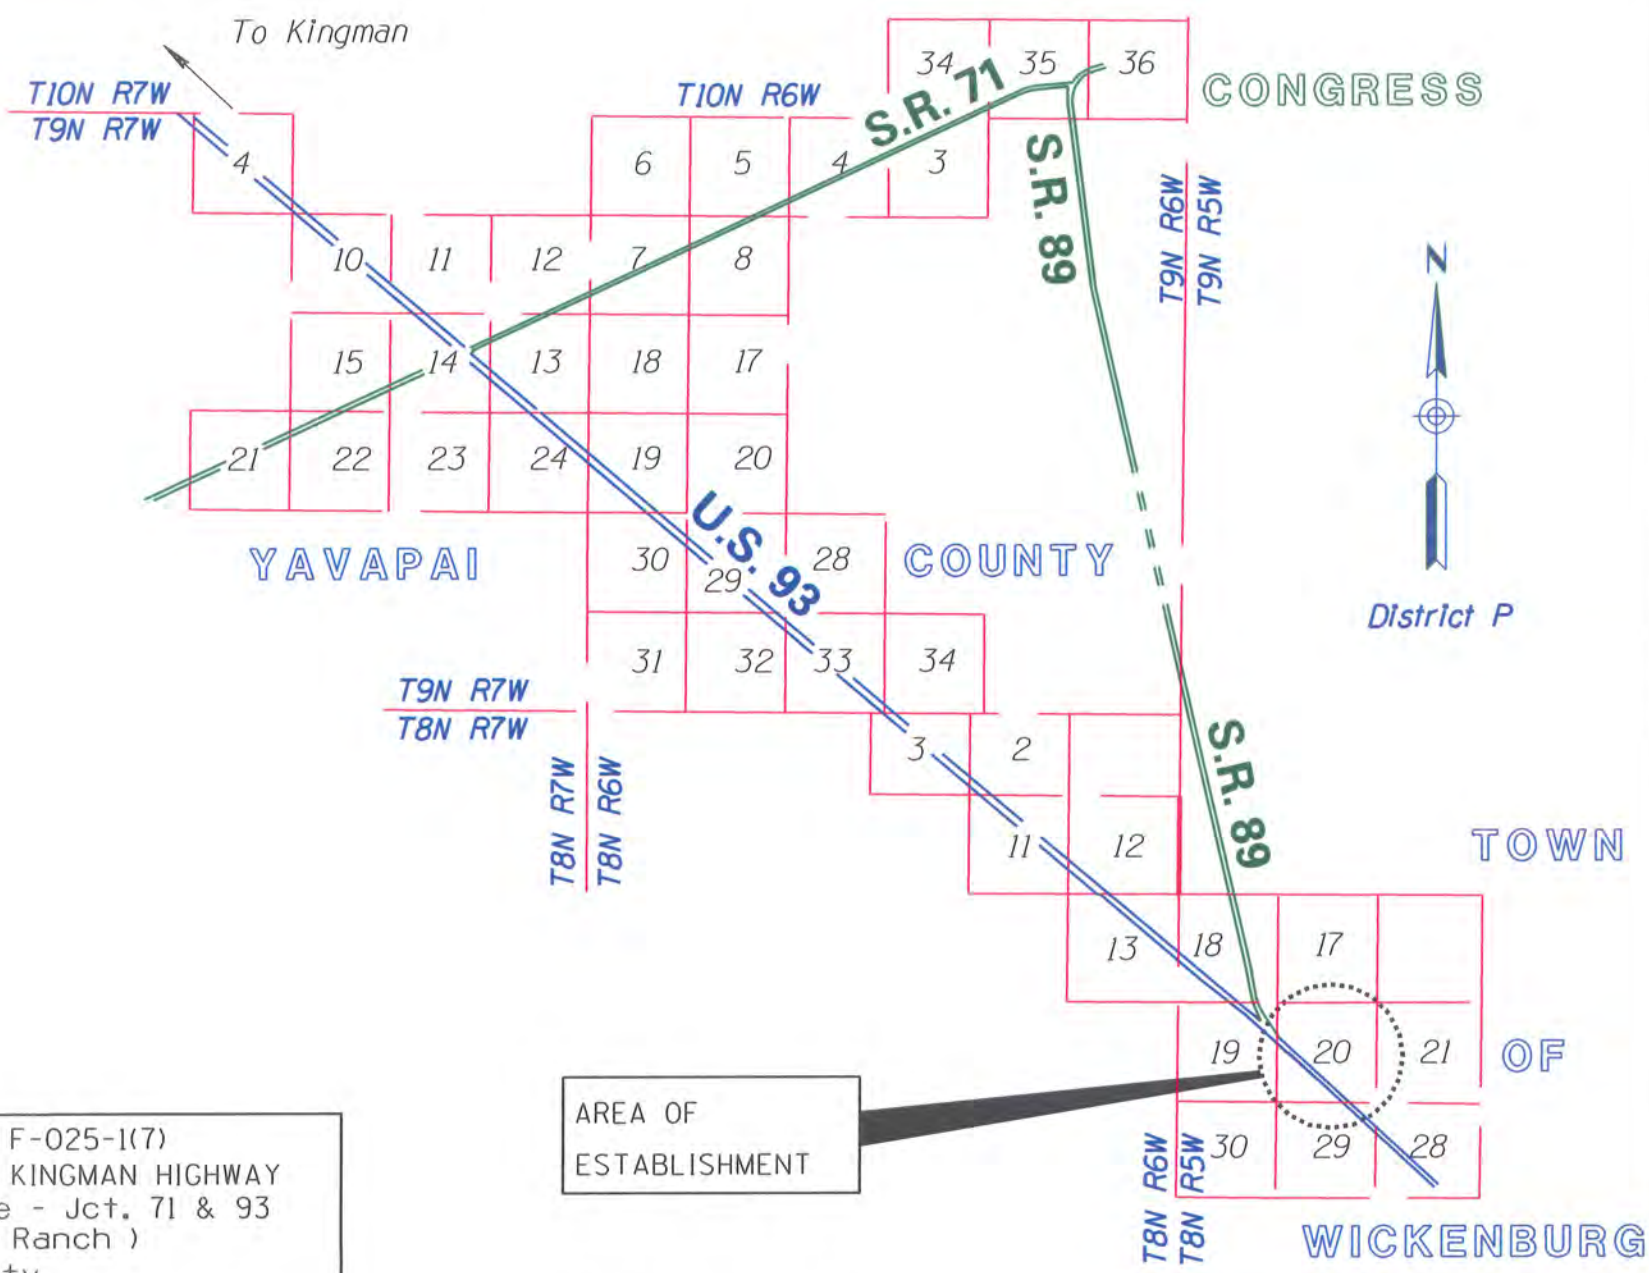 To Kingman
34 35 36
CONGRESS
T10N R7W
T9N R7W
T10N R6W
S.R. 71
4
6 5 4 3
S.R. 89
T9N R6W
T9N R5W
10 11 12 7 8
N
15 14 13 18 17
21 22 23 24 19 20
U.S. 93
YAVAPAI
COUNTY
30 29 28
District P
31 32 33 34
T9N R7W
T8N R7W
T8N R7W
T8N R6W
3 2
S.R. 89
11 12
TOWN
13 18 17
19 20 21
OF
AREA OF
ESTABLISHMENT
30 29 28
T8N R6W
T8N R5W
WICKENBURG
F-025-1(7)
KINGMAN HIGHWAY
e - Jct. 71 & 93
Ranch )